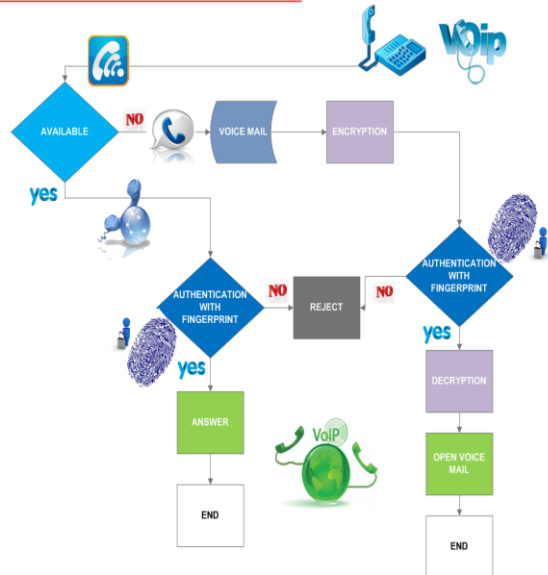 VOip
AVAILABLE
NO
VOICE MAIL
ENCRYPTION
yes
AUTHENTICATION
WITH
FINGERPRINT
NO
REJECT
NO
AUTHENTICATION
WITH
FINGERPRINT
yes
yes
DECRYPTION
ANSWER
VoIP
OPEN VOICE
MAIL
END
END